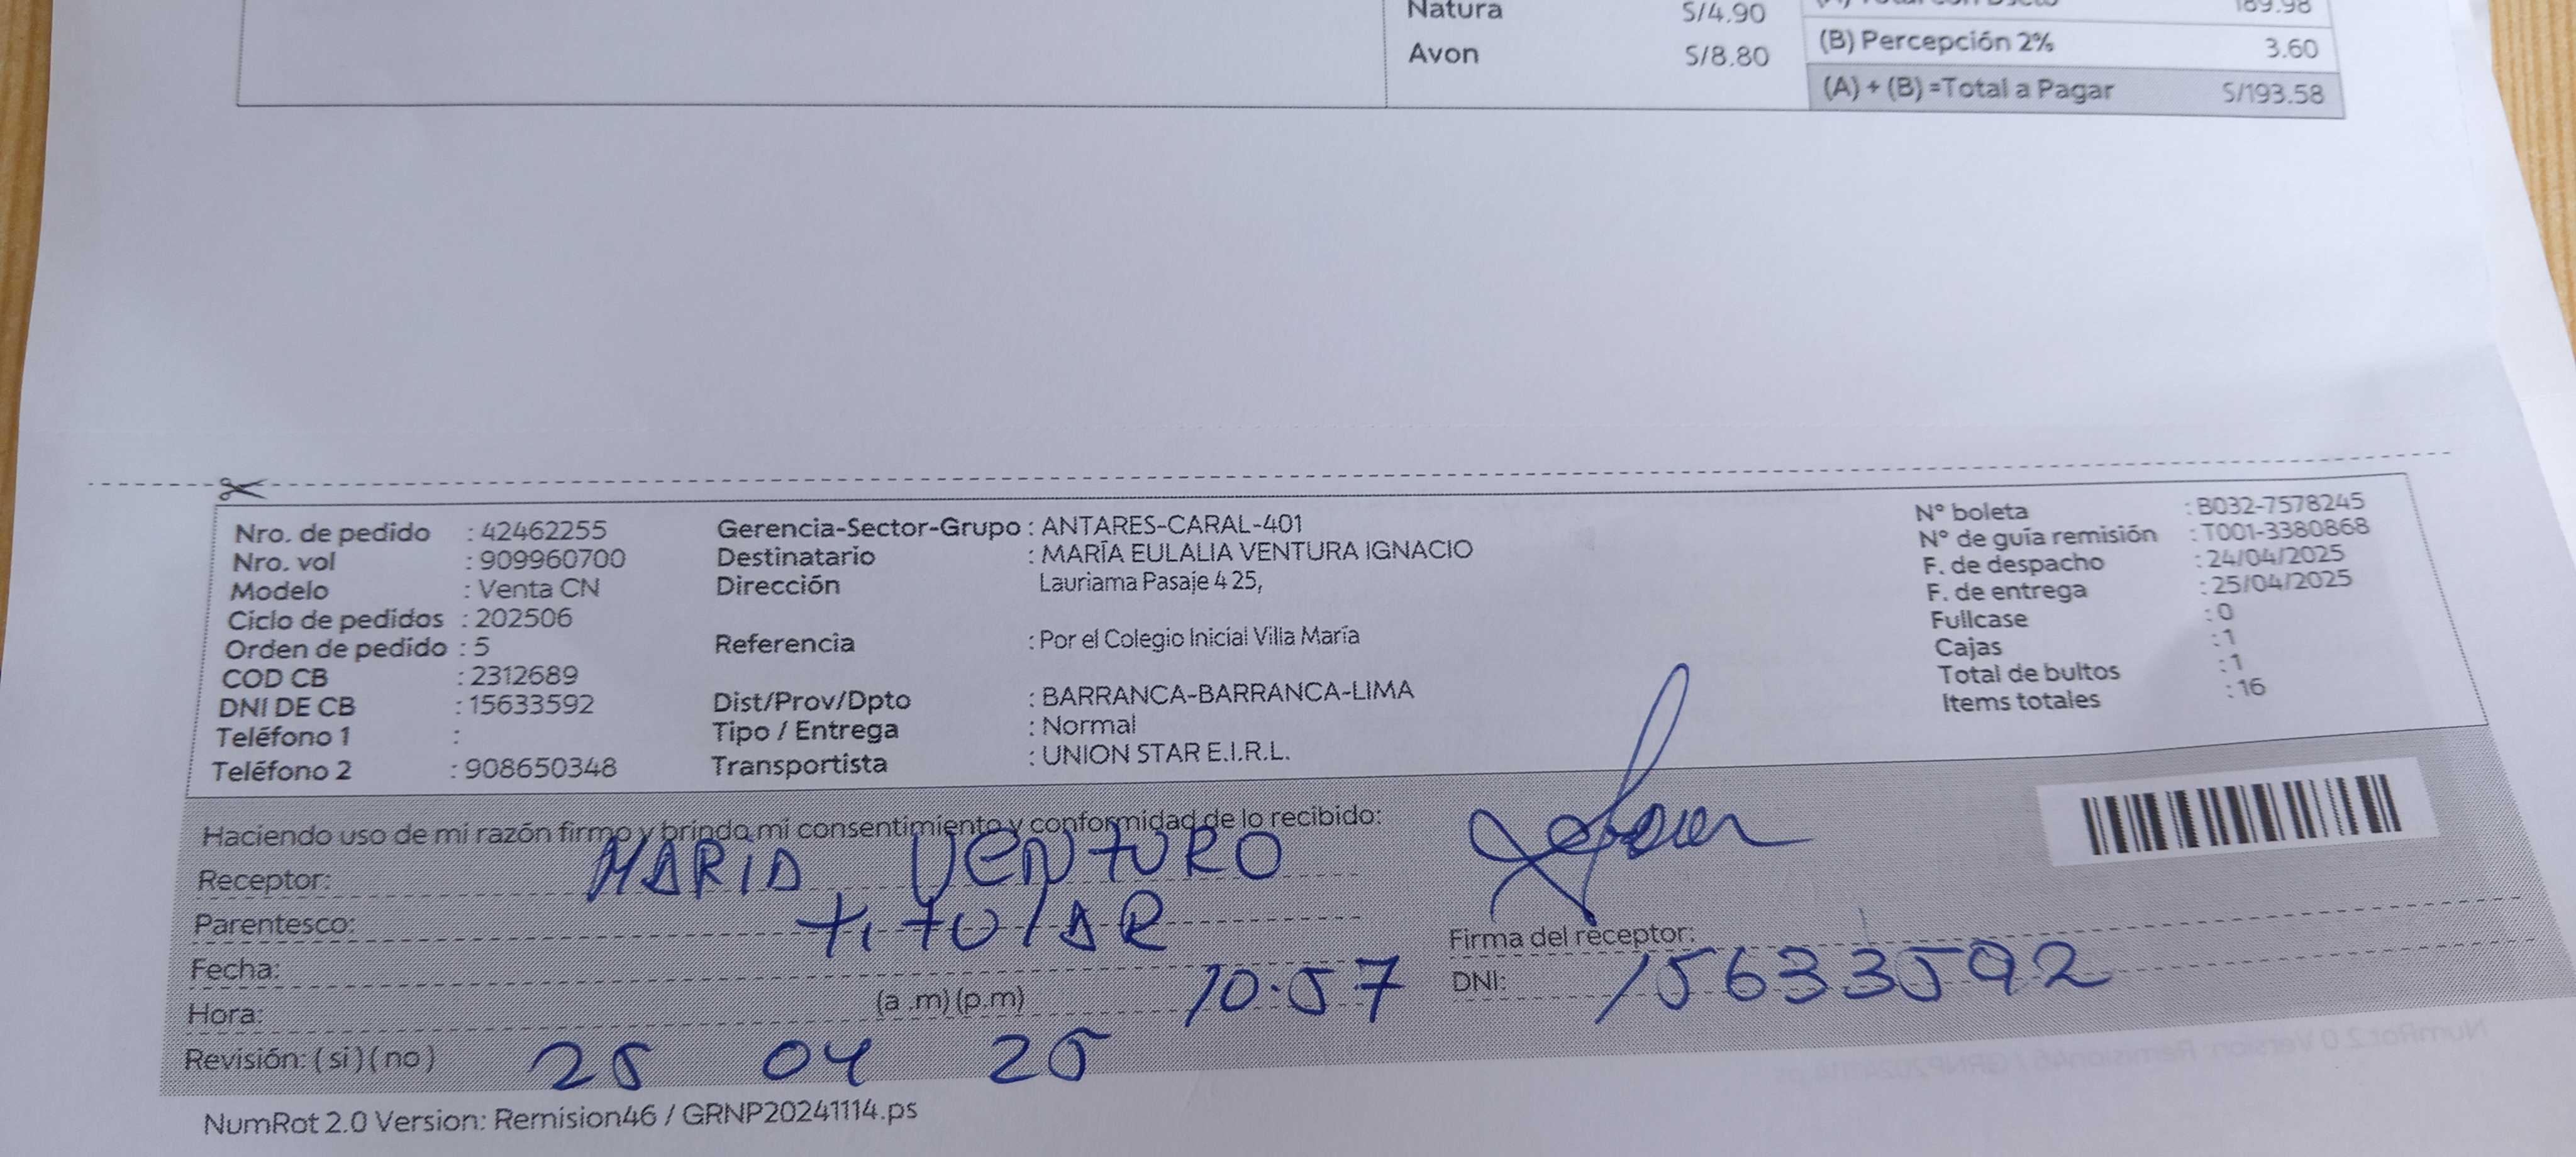 Natura S/4.90
189.98
Avon S/8.80
(B) Percepción 2% 3.60
(A) + (B) =Total a Pagar S/193.58
Nro. de pedido : 42462255
Nro. vol : 909960700
Modelo : Venta CN
Ciclo de pedidos : 202506
Orden de pedido : 5
COD CB : 2312689
DNI DE CB : 15633592
Teléfono 1 :
Teléfono 2 : 908650348
Gerencia-Sector-Grupo : ANTARES-CARAL-401
Destinatario : MARÍA EULALIA VENTURA IGNACIO
Dirección Lauriama Pasaje 4 25,
Referencia : Por el Colegio Inicial Villa María
Dist/Prov/Dpto : BARRANCA-BARRANCA-LIMA
Tipo / Entrega : Normal
Transportista : UNION STAR E.I.R.L.
N° boleta : B032-7578245
N° de guía remisión : T001-3380868
F. de despacho : 24/04/2025
F. de entrega : 25/04/2025
Fullcase : 0
Cajas : 1
Total de bultos : 1
Items totales : 16
Haciendo uso de mi razón firmo y brindo mi consentimiento y conformidad de lo recibido:
Receptor: MARIA VENTURO
Parentesco: titulAR
Fecha:
Hora: (a .m) (p.m) 10.57
Revisión: ( si ) ( no ) 25 04 25
Firma del receptor:
DNI: 15633592
NumRot 2.0 Version: Remision46 / GRNP20241114.ps